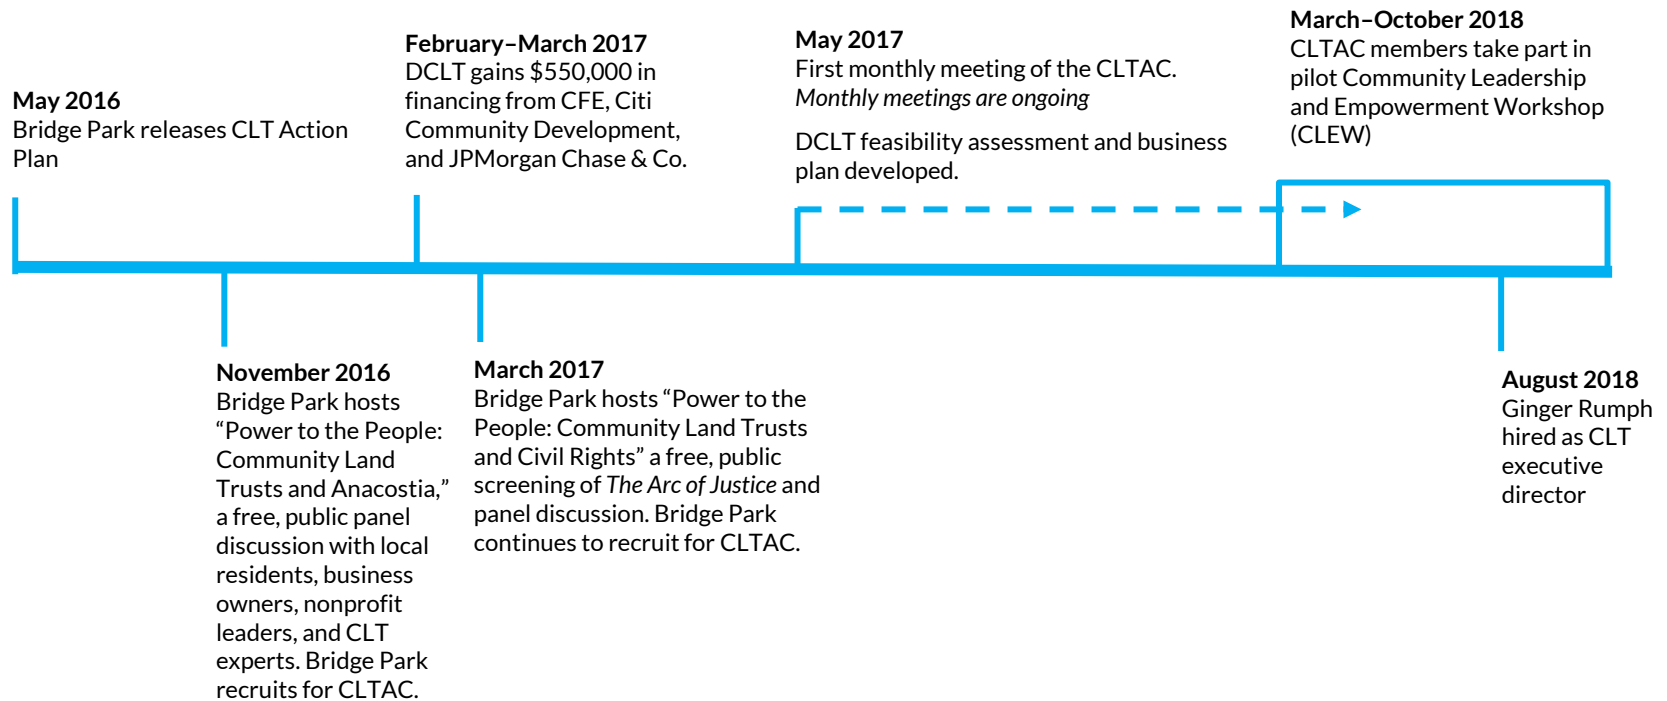 May 2016
Bridge Park releases CLT Action
Plan
February–March 2017
DCLT gains $550,000 in
financing from CFE, Citi
Community Development,
and JPMorgan Chase & Co.
May 2017
First monthly meeting of the CLTAC.
Monthly meetings are ongoing
DCLT feasibility assessment and business
plan developed.
March–October 2018
CLTAC members take part in
pilot Community Leadership
and Empowerment Workshop
(CLEW)
November 2016
Bridge Park hosts
“Power to the People:
Community Land
Trusts and Anacostia,”
a free, public panel
discussion with local
residents, business
owners, nonprofit
leaders, and CLT
experts. Bridge Park
recruits for CLTAC.
March 2017
Bridge Park hosts “Power to the
People: Community Land Trusts
and Civil Rights” a free, public
screening of The Arc of Justice and
panel discussion. Bridge Park
continues to recruit for CLTAC.
August 2018
Ginger Rumph
hired as CLT
executive
director